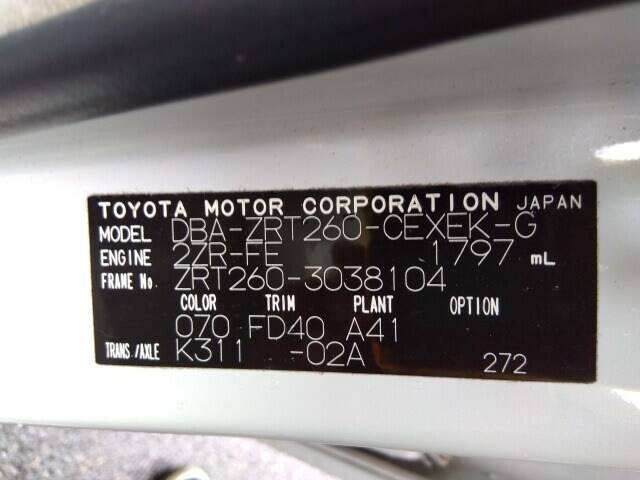 TOYOTA MOTOR CORPORATION JAPAN
MODEL DBA-ZRT260-CEXEK-G
ENGINE 2ZR-FE 1797 mL
FRAME No. ZRT260-3038104
COLOR TRIM PLANT OPTION
070 FD40 A41
TRANS./AXLE K311 -02A 272